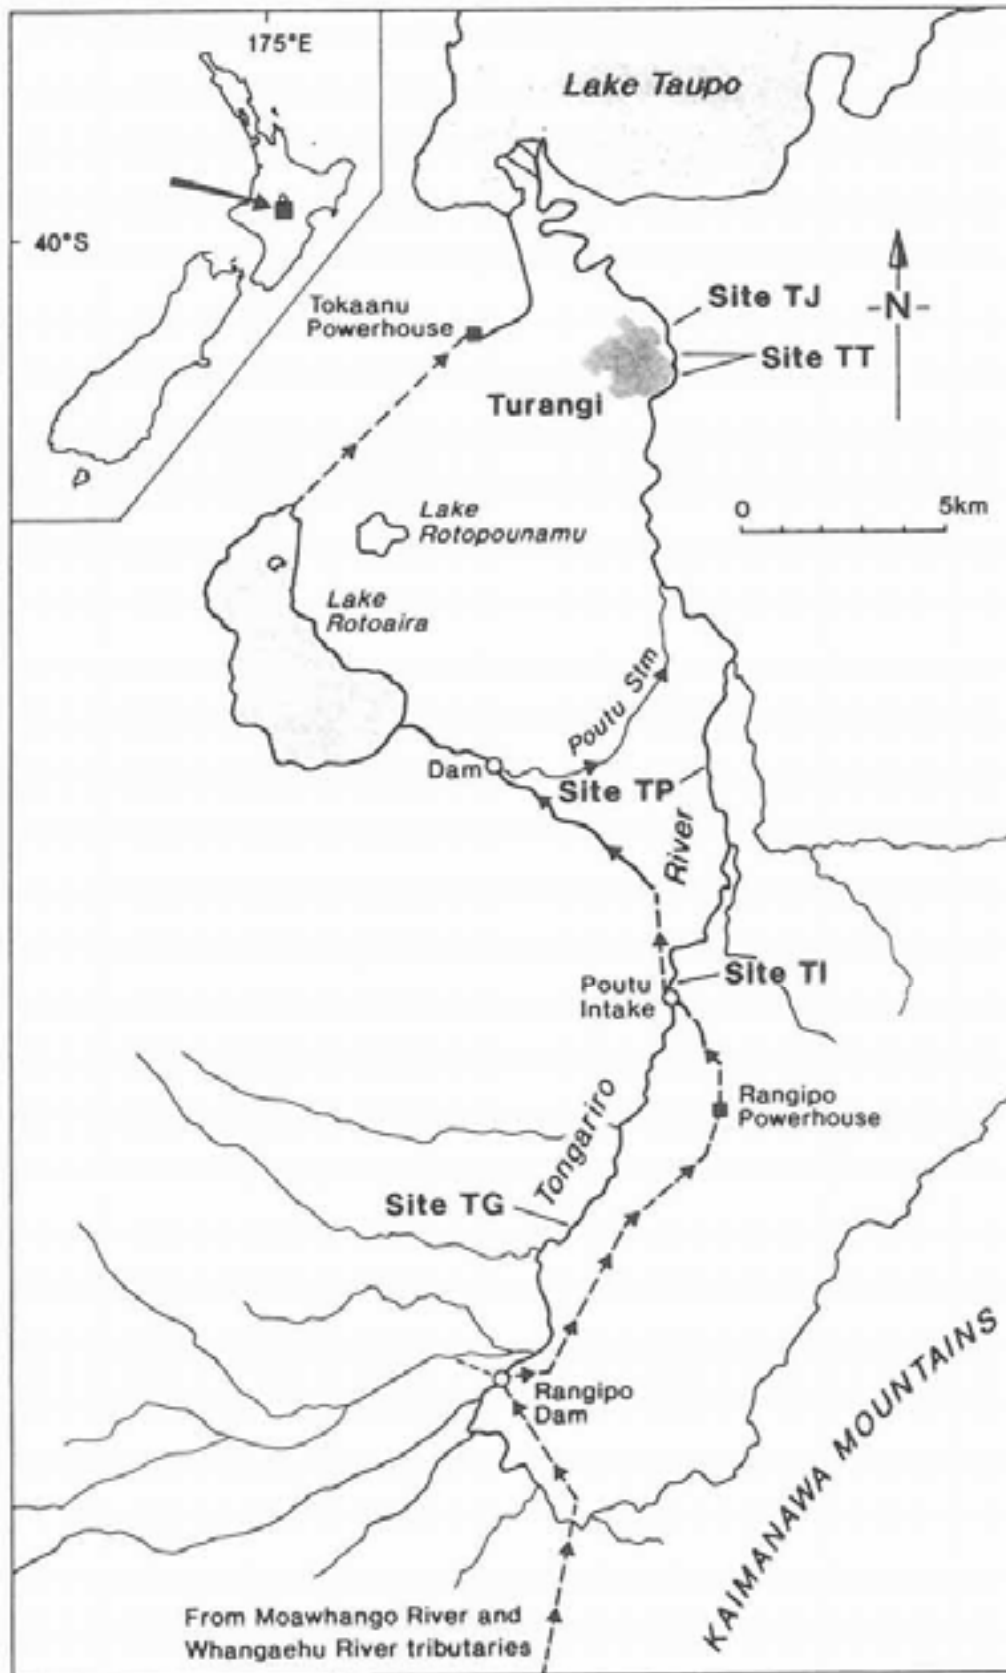 175°E
Lake Taupo
40°S
-N-
Tokaanu
Powerhouse
Site TJ
Site TT
Turangi
0 5km
Lake
Rotopounamu
Lake
Rotoaira
Poutu Stm
Dam
Site TP
River
Site TI
Poutu
Intake
Rangipo
Powerhouse
Tongariro
Site TG
Rangipo
Dam
KAIMANAWA MOUNTAINS
From Moawhango River and
Whangaehu River tributaries